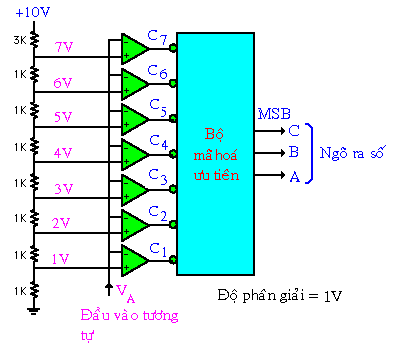 +10V
3K
7V
C7
1K
6V
C6
1K
5V
C5
1K
4V
C4
1K
3V
C3
1K
2V
C2
1K
1V
C1
1K
Bộ
mã hoá
ưu tiên
MSB
C
B
A
Ngõ ra số
VA
Đầu vào tương
tự
Độ phân giải = 1V